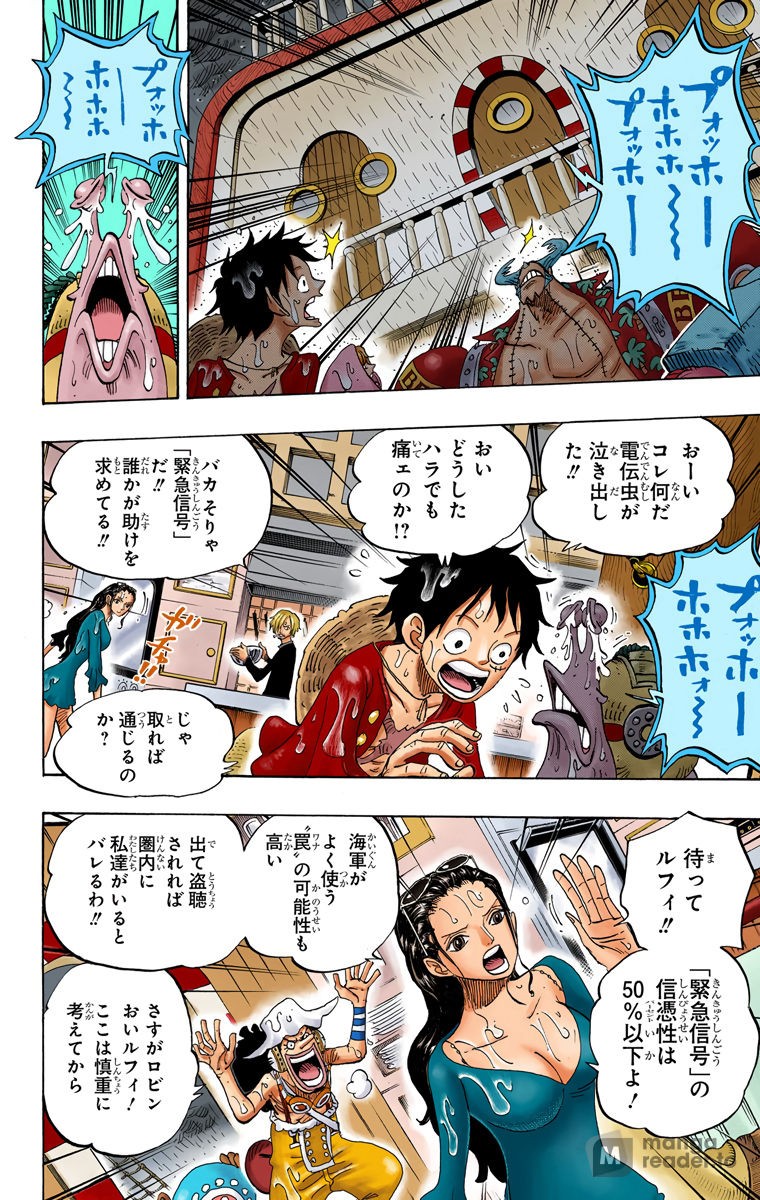 プォッホー
ホホホ〜
プォッホー
プォッホ
ー
ホホホ
〜
おーい
コレ何だ
電伝虫が
泣き出し
た!!
おい
どうした
ハラでも
痛ェのか!?
バカそりゃ
「緊急信号」
だ!!
誰かが助けを
求めてる!!
プォッホー
ホホホォ〜
ガチャ!!
じゃ
取れば
通じるの
か?
待って
ルフィ!!
「緊急信号」の
信憑性は
50%以下よ!
海軍が
よく使う
“罠”の可能性も
高い
出て盗聴
されれば
圏内に
私達がいると
バレるわ!!
さすがロビン
おいルフィ!
ここは慎重に
考えてから
M manga
reader.to